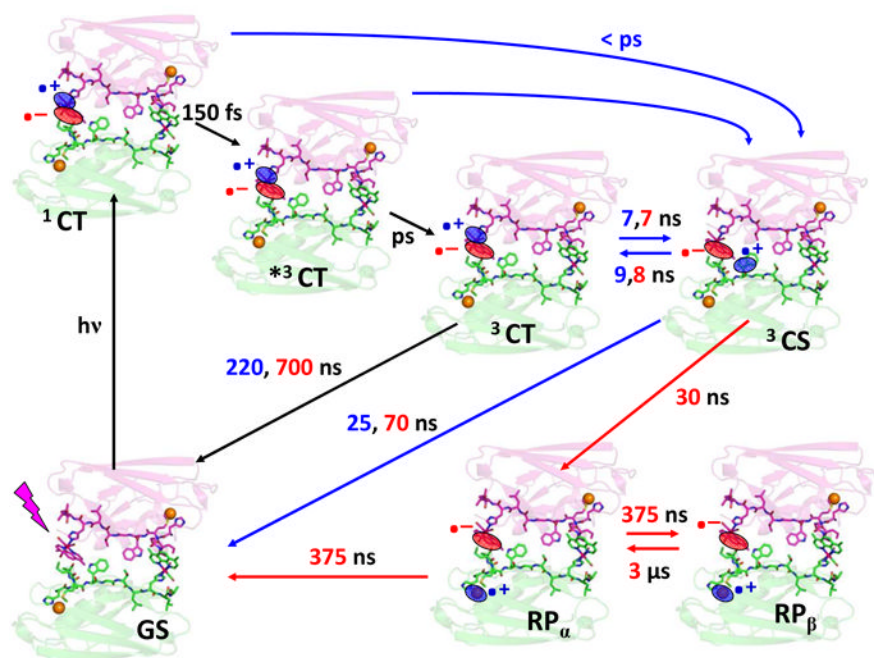 < ps
•+
•–
150 fs
¹CT
•+
•–
*³CT
ps
•+
•–
³CT
7,7 ns
9,8 ns
•–
•+
³CS
hν
220, 700 ns
25, 70 ns
30 ns
GS
375 ns
•–
•+
RPα
375 ns
3 µs
•–
•+
RPβ